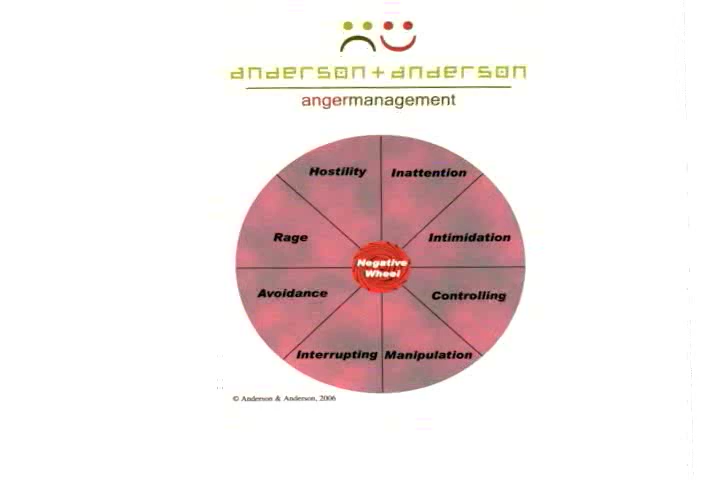 anderson+anderson
angermanagement
Hostility
Inattention
Rage
Intimidation
Negative
Wheel
Avoidance
Controlling
Interrupting
Manipulation
© Anderson & Anderson, 2006